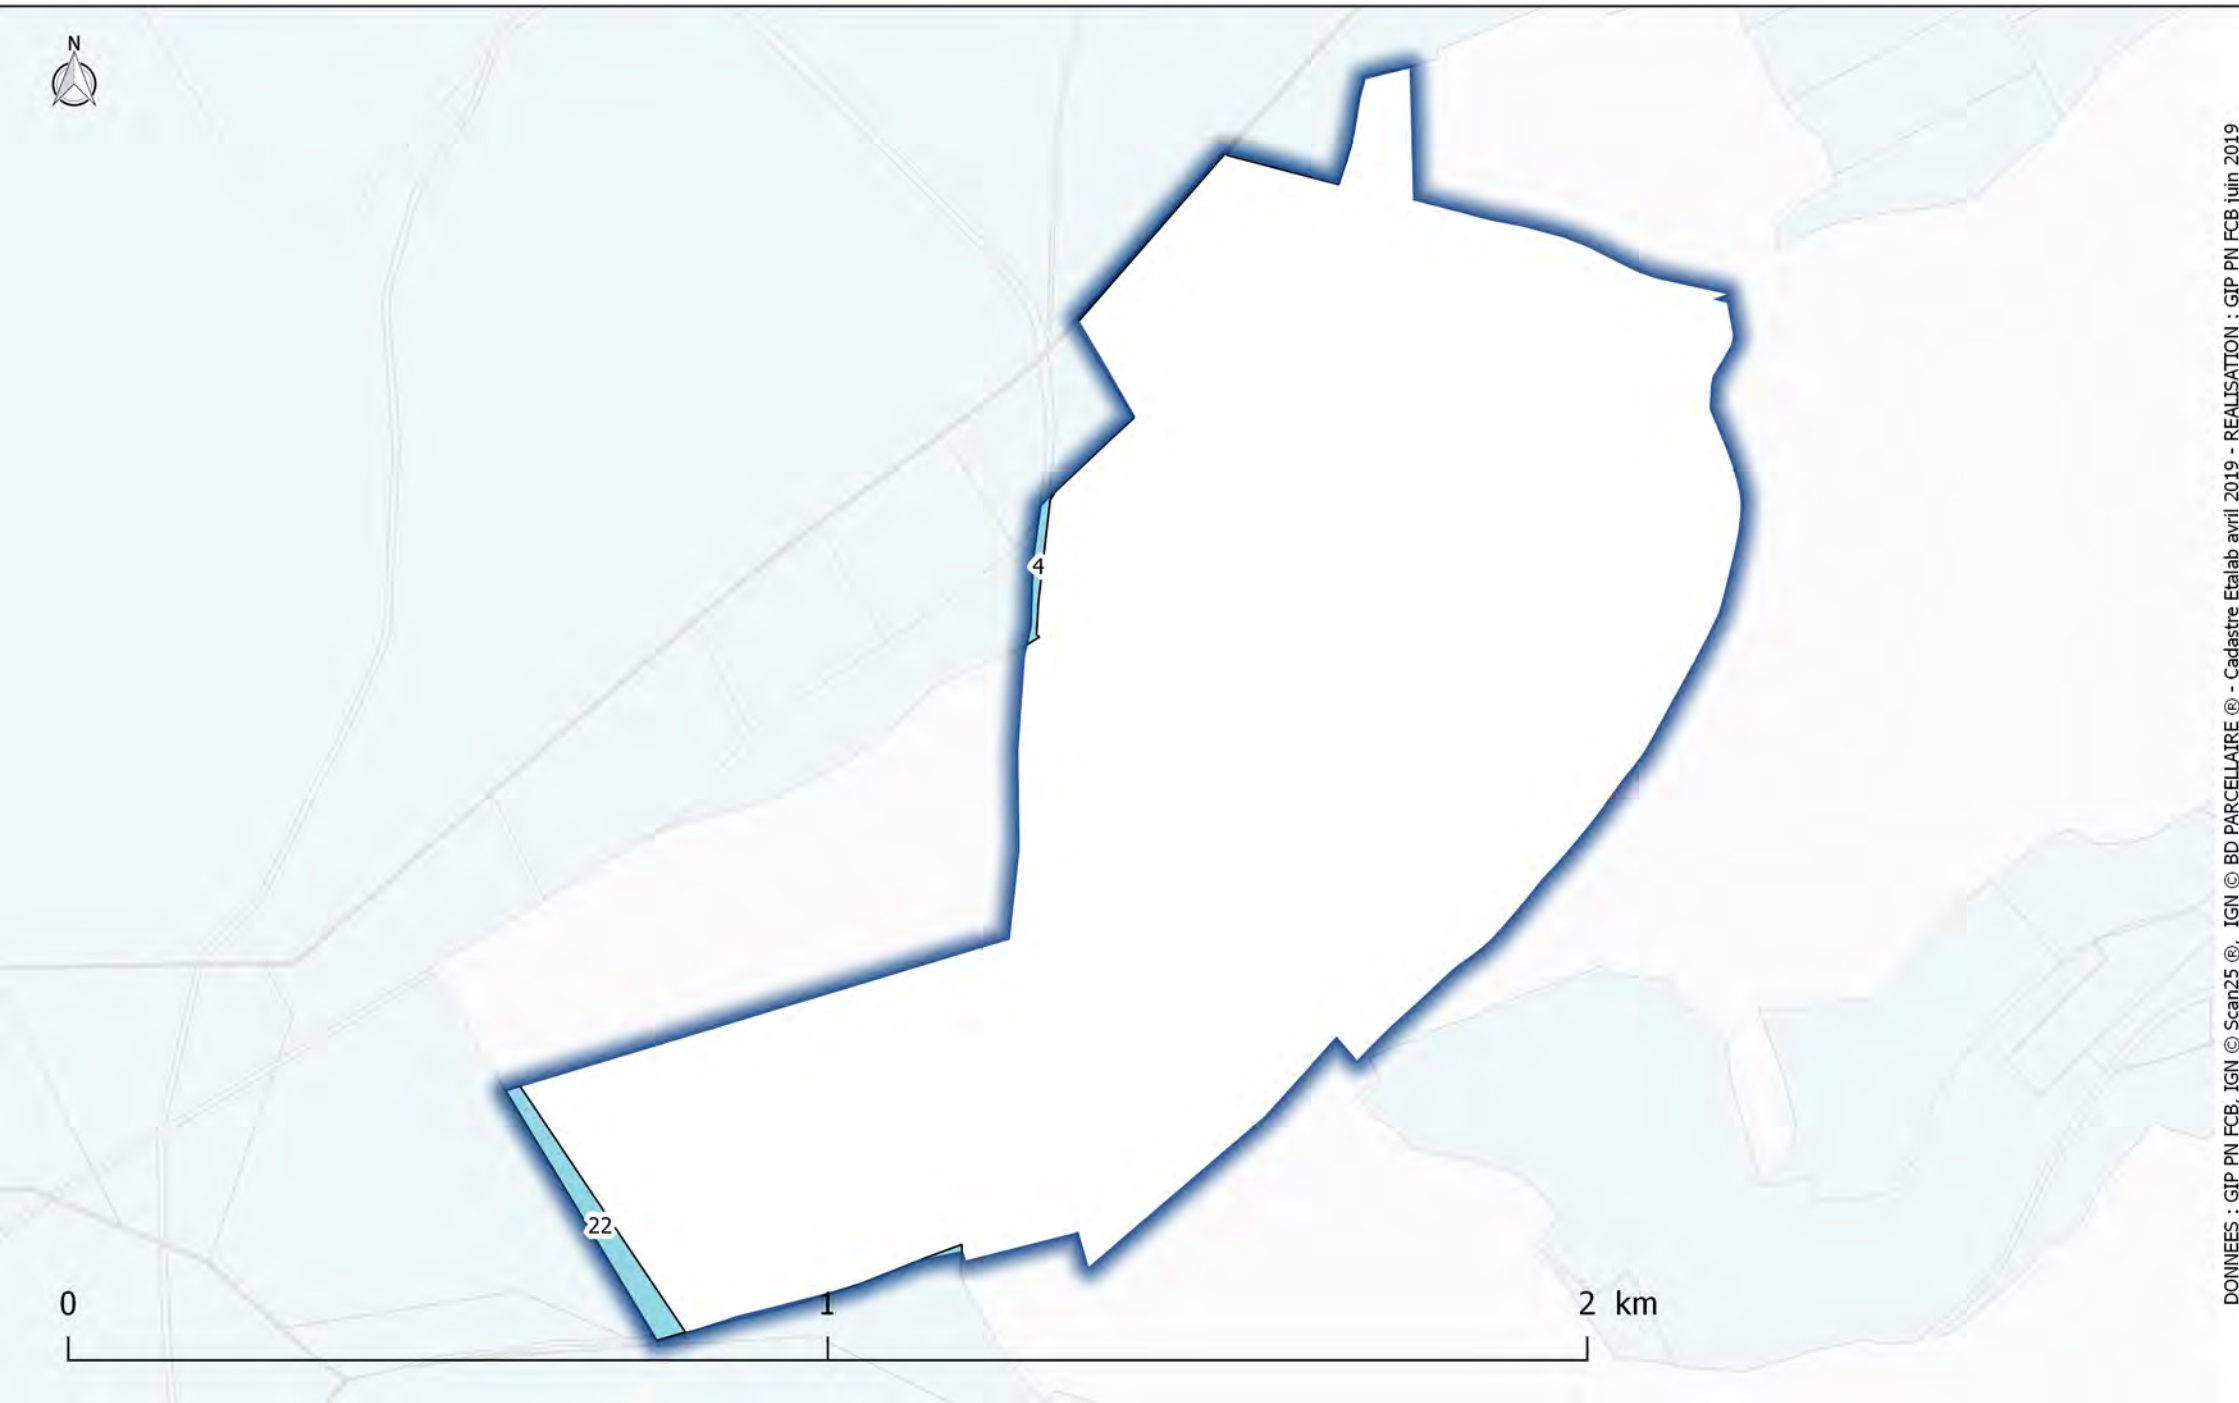 N
4
22
0 1 2 km
DONNEES : GIP PN FCB, IGN © Scan25 ®, IGN © BD PARCELLAIRE ® - Cadastre Etalab avril 2019 - REALISATION : GIP PN FCB juin 2019